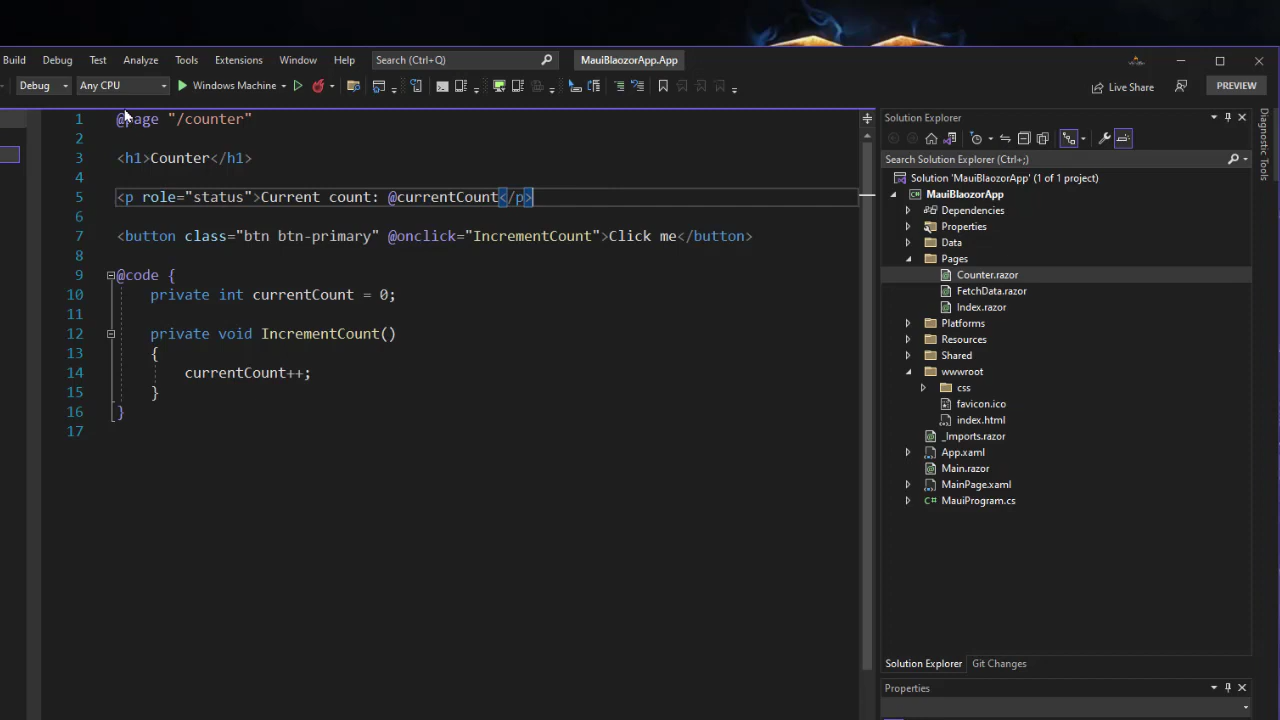 Build Debug Test Analyze Tools Extensions Window Help Search (Ctrl+Q) MauiBlaozorApp.App
Debug Any CPU Windows Machine Live Share PREVIEW
1 @page "/counter"
2
3 <h1>Counter</h1>
4
5 <p role="status">Current count: @currentCount</p>
6
7 <button class="btn btn-primary" @onclick="IncrementCount">Click me</button>
8
9 @code {
10 private int currentCount = 0;
11
12 private void IncrementCount()
13 {
14 currentCount++;
15 }
16 }
17
Solution Explorer
Search Solution Explorer (Ctrl+;)
Solution 'MauiBlaozorApp' (1 of 1 project)
MauiBlaozorApp
Dependencies
Properties
Data
Pages
Counter.razor
FetchData.razor
Index.razor
Platforms
Resources
Shared
wwwroot
css
favicon.ico
index.html
_Imports.razor
App.xaml
Main.razor
MainPage.xaml
MauiProgram.cs
Solution Explorer Git Changes
Properties
Diagnostic Tools